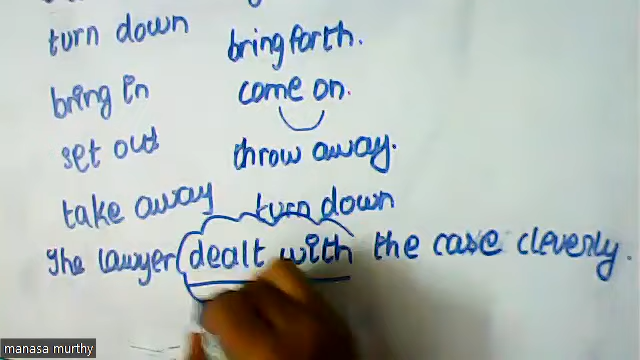 turn down bring forth.
bring in come on.
set out throw away.
take away turn down
The lawyer dealt with the case cleverly.
manasa murthy